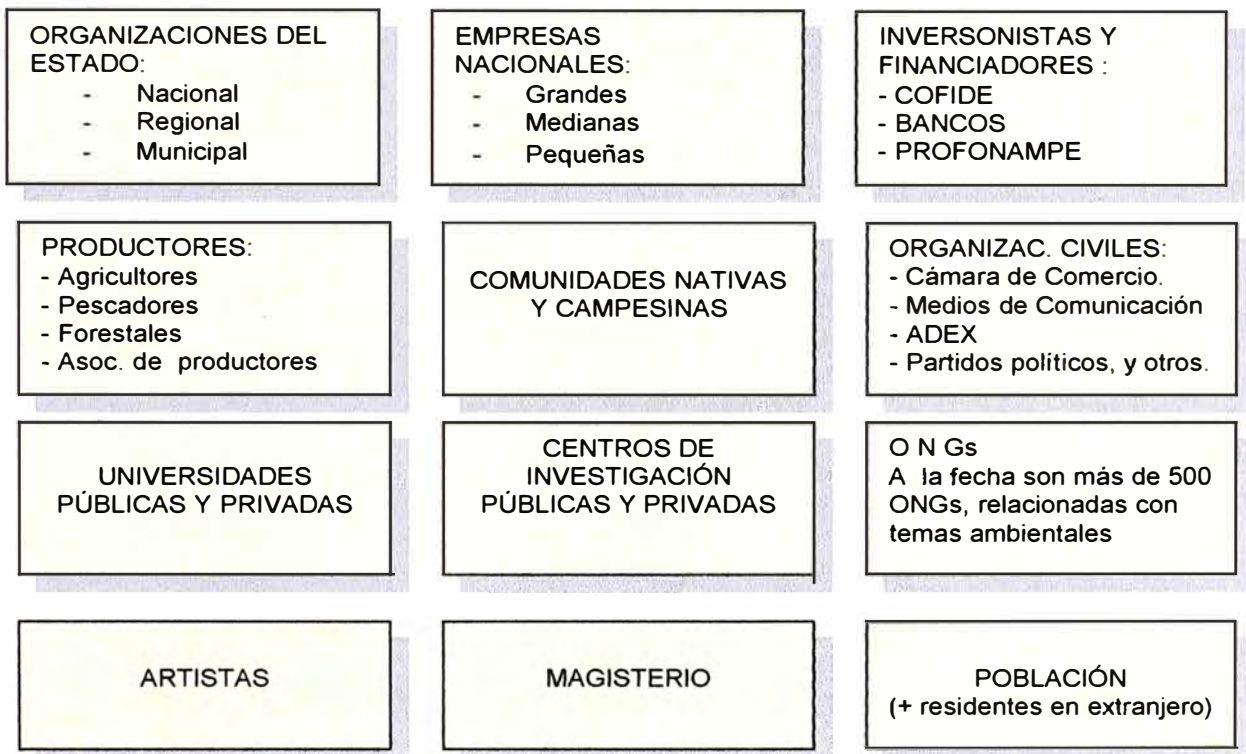 ORGANIZACIONES DEL
ESTADO:
- Nacional
- Regional
- Municipal
EMPRESAS
NACIONALES:
- Grandes
- Medianas
- Pequeñas
INVERSONISTAS Y
FINANCIADORES :
- COFIDE
- BANCOS
- PROFONAMPE
PRODUCTORES:
- Agricultores
- Pescadores
- Forestales
- Asoc. de productores
COMUNIDADES NATIVAS
Y CAMPESINAS
ORGANIZAC. CIVILES:
- Cámara de Comercio.
- Medios de Comunicación
- ADEX
- Partidos políticos, y otros.
UNIVERSIDADES
PÚBLICAS Y PRIVADAS
CENTROS DE
INVESTIGACIÓN
PÚBLICAS Y PRIVADAS
O N Gs
A la fecha son más de 500
ONGs, relacionadas con
temas ambientales
ARTISTAS
MAGISTERIO
POBLACIÓN
(+ residentes en extranjero)